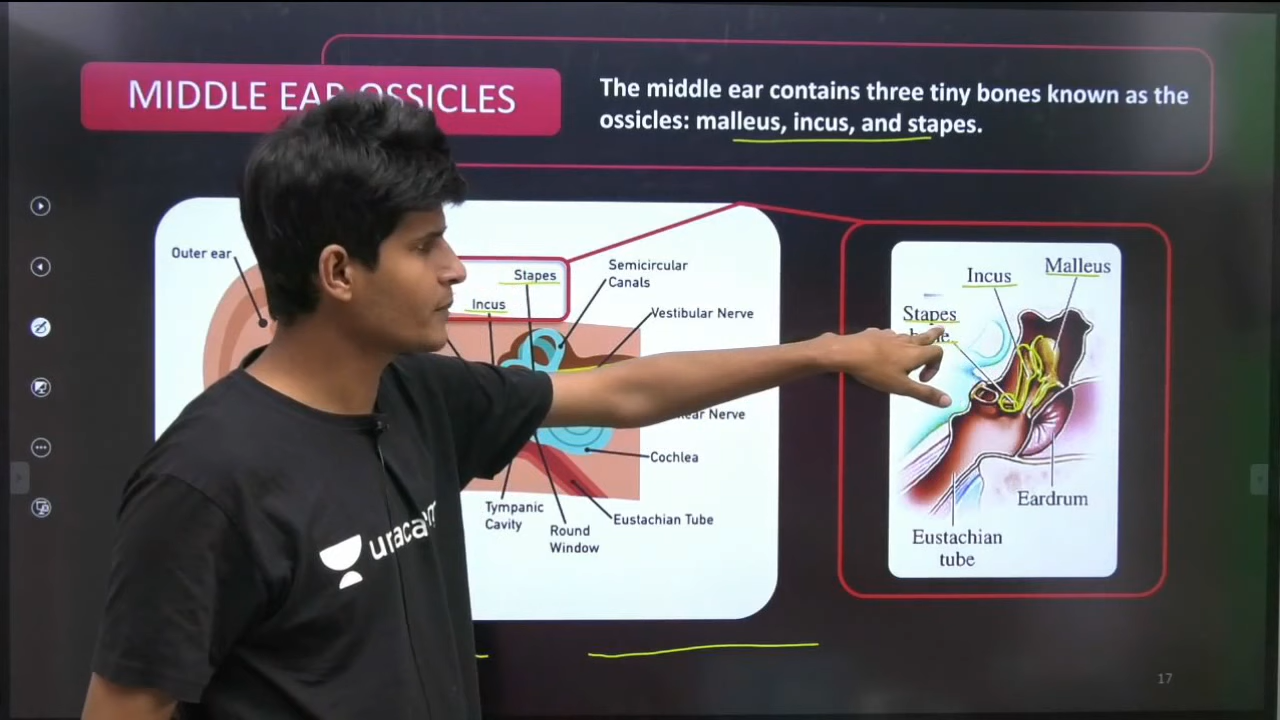 MIDDLE EAR OSSICLES
The middle ear contains three tiny bones known as the
ossicles: malleus, incus, and stapes.
Outer ear
Stapes
Incus
Semicircular
Canals
Vestibular Nerve
Nerve
Cochlea
Tympanic
Cavity
Eustachian Tube
Round
Window
Incus
Malleus
Stapes
Eardrum
Eustachian
tube
17